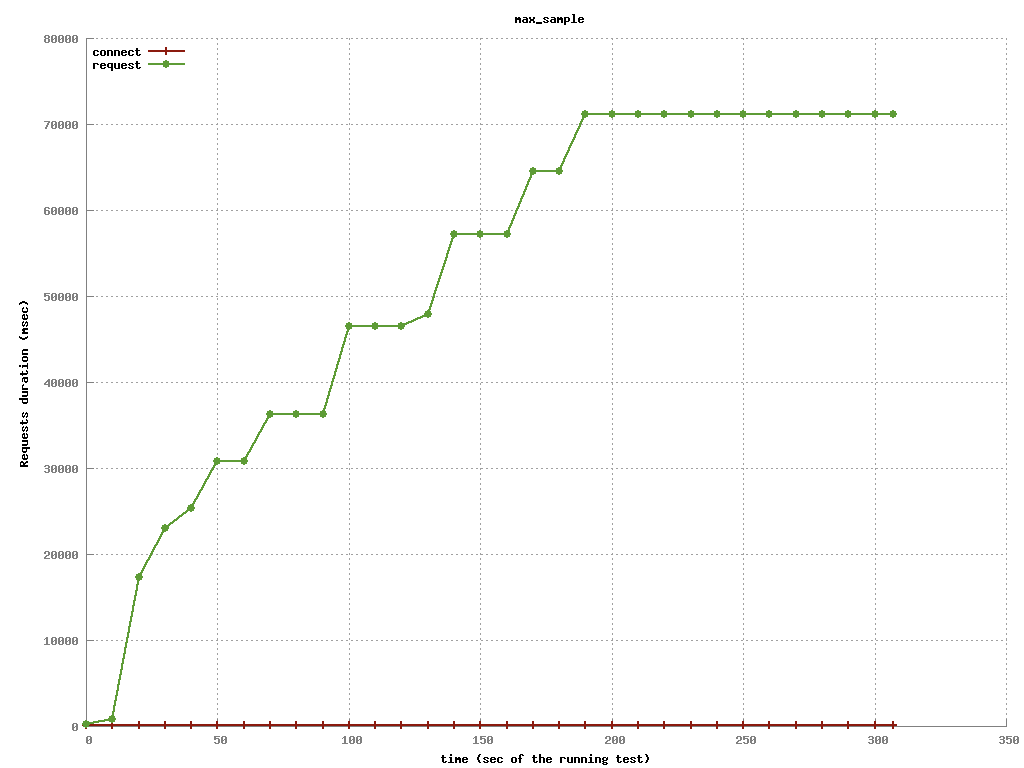 max_sample
connect
request
80000
70000
60000
50000
40000
30000
20000
10000
0
Requests duration (msec)
0 50 100 150 200 250 300 350
time (sec of the running test)